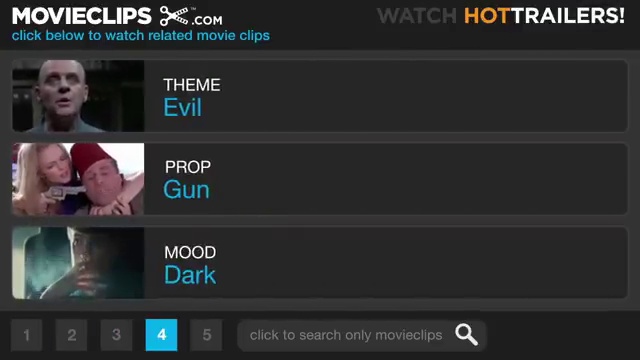 MOVIECLIPS .COM
WATCH HOTTRAILERS!
click below to watch related movie clips
THEME
Evil
PROP
Gun
MOOD
Dark
1 2 3 4 5
click to search only movieclips